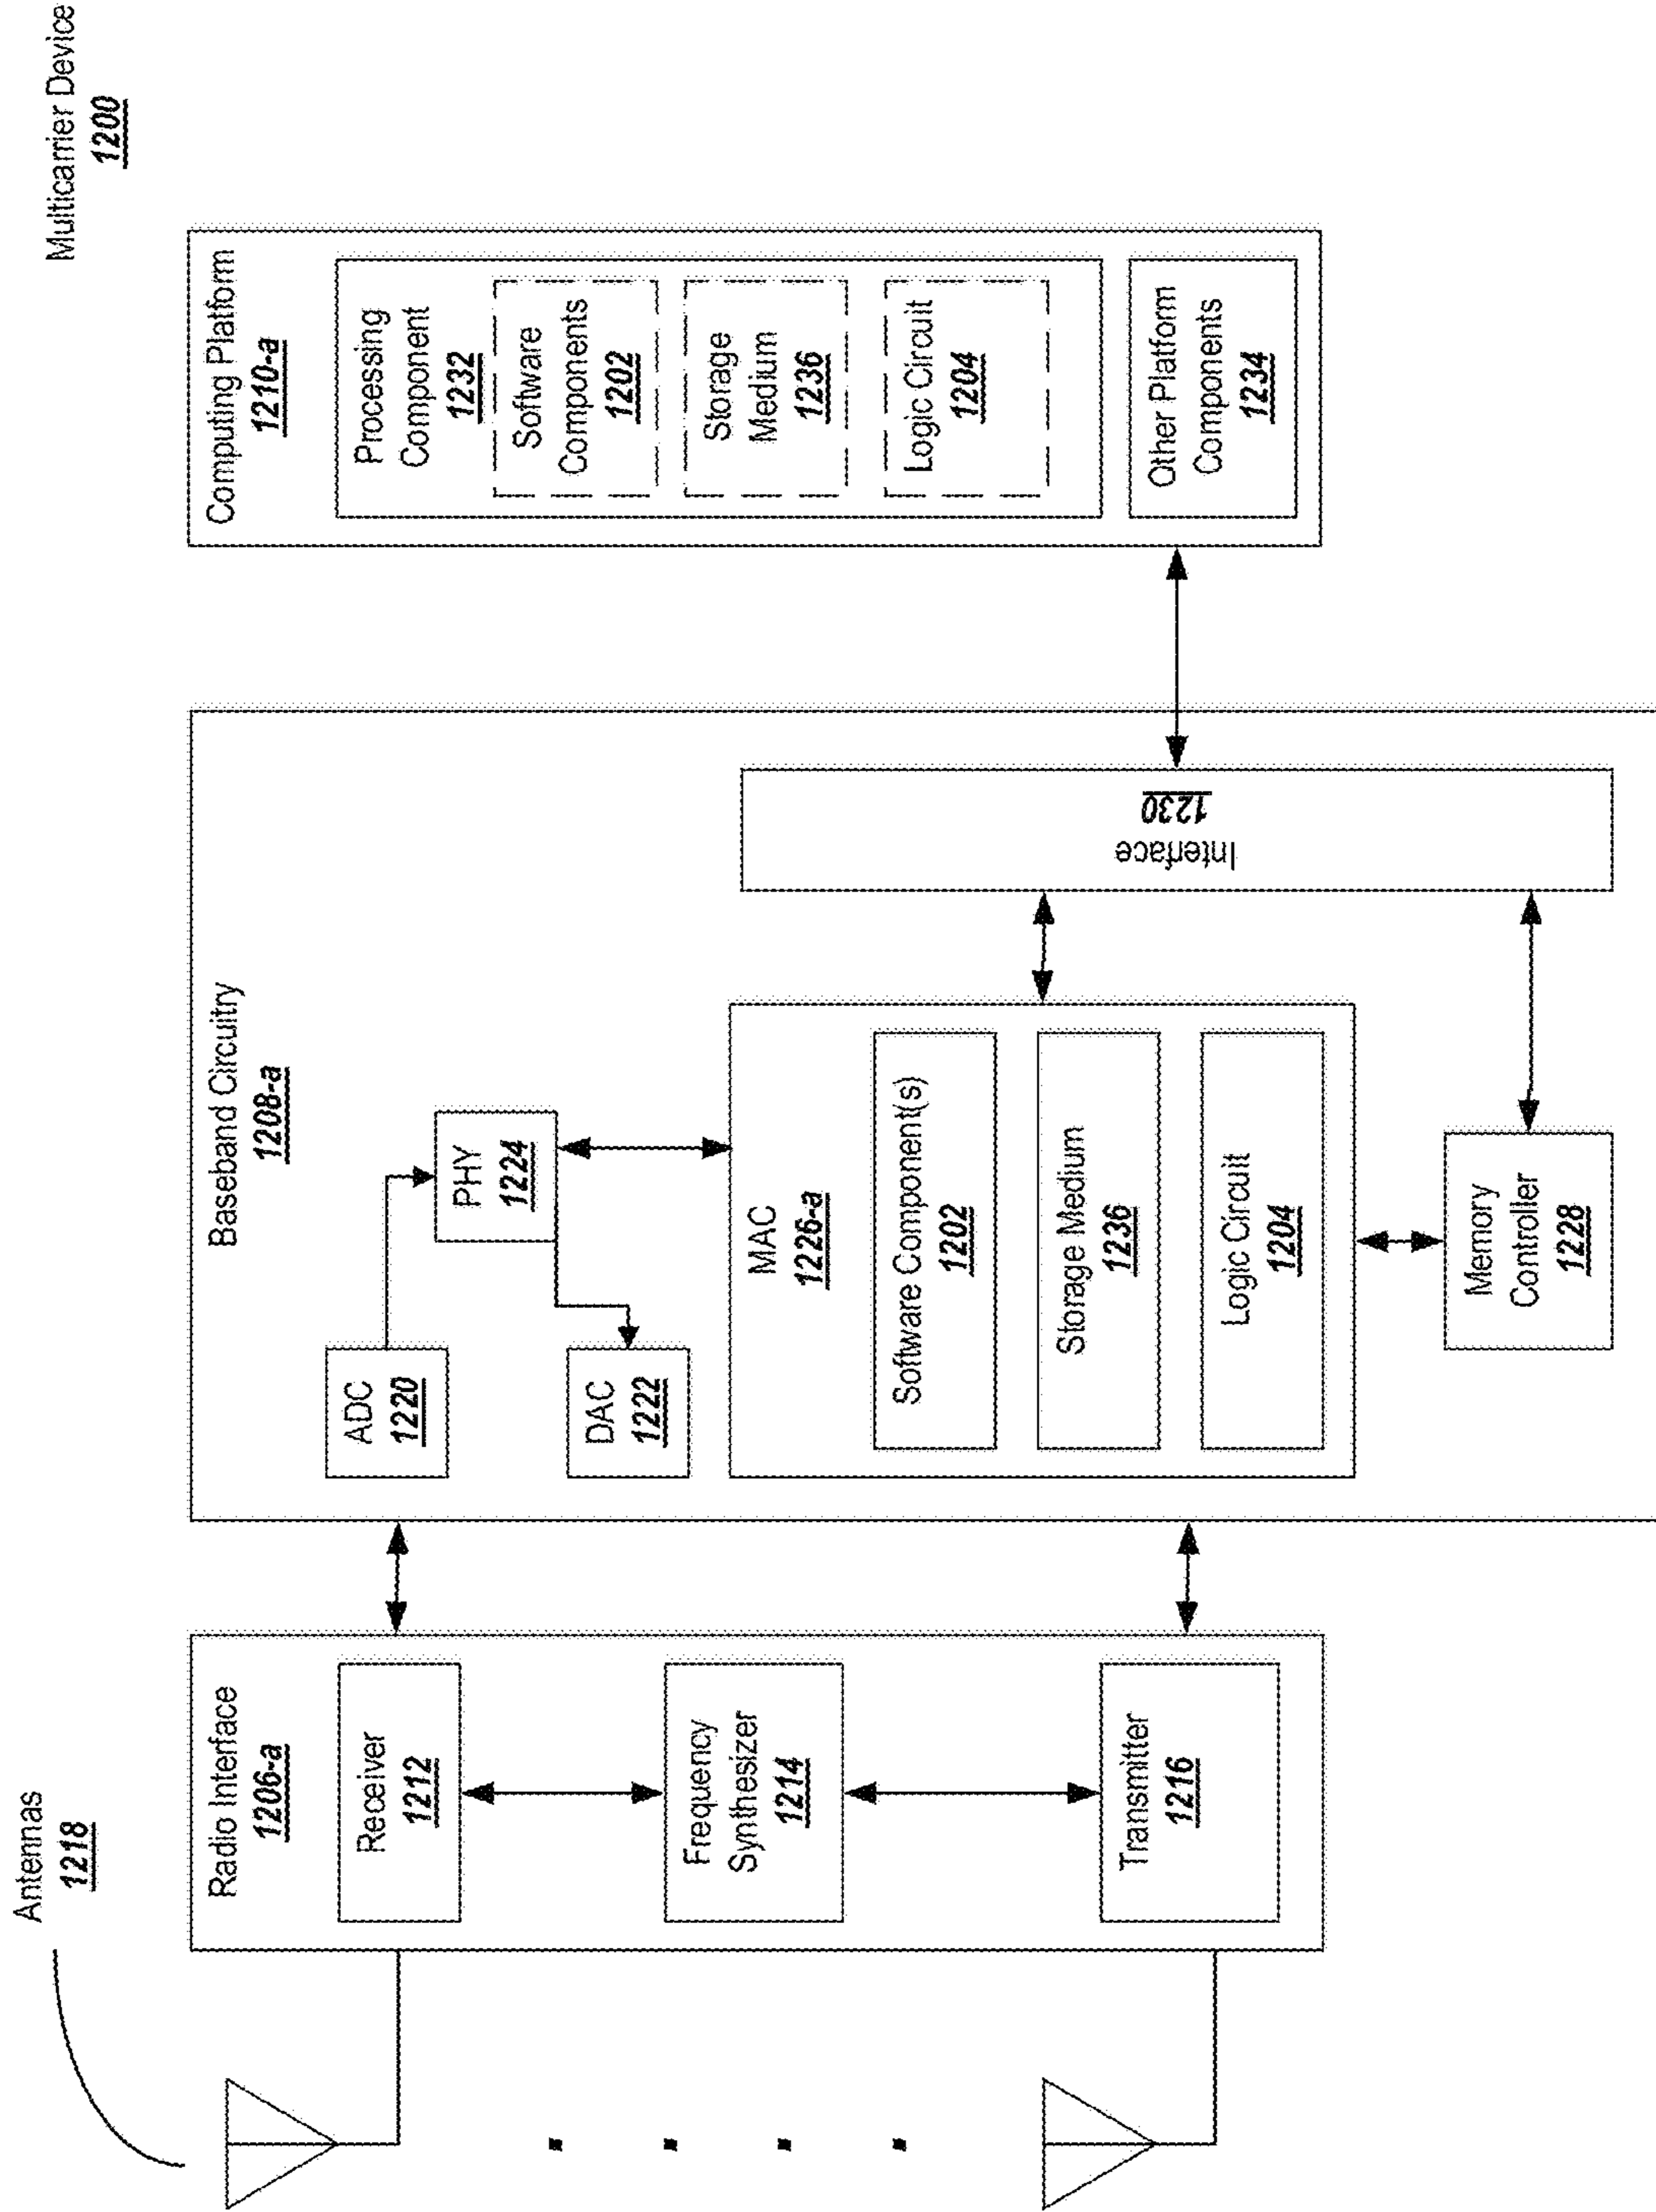 Multicarrier Device
1200
Antennas
1218
Radio Interface
1206-a
Receiver
1212
Frequency
Synthesizer
1214
Transmitter
1216
Baseband Circuitry
1208-a
ADC
1220
PHY
1224
DAC
1222
MAC
1226-a
Software Component(s)
1202
Storage Medium
1236
Logic Circuit
1204
Memory
Controller
1228
Interface
1230
Computing Platform
1210-a
Processing
Component
1232
Software
Components
1202
Storage
Medium
1236
Logic Circuit
1204
Other Platform
Components
1234